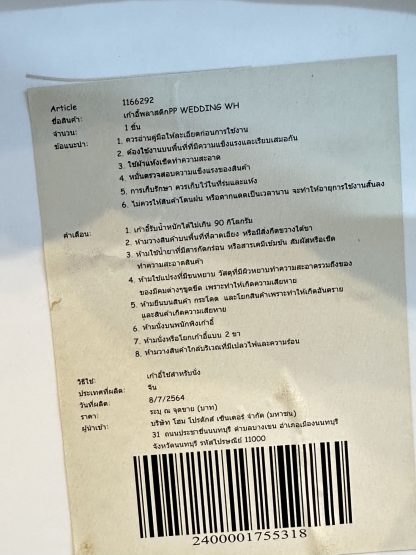 Article 1166292
ชื่อสินค้า: เก้าอี้พลาสติกPP WEDDING WH
จำนวน: 1 ชิ้น
ข้อแนะนำ: 1. ควรอ่านคู่มือให้ละเอียดก่อนการใช้งาน
2. ต้องใช้งานบนพื้นที่ที่มีความแข็งแรงและเรียบเสมอกัน
3. ใช้ผ้าแห้งเช็ดทำความสะอาด
4. หมั่นตรวจสอบความแข็งแรงของสินค้า
5. การเก็บรักษา ควรเก็บไว้ในที่ร่มและแห้ง
6. ไม่ควรให้สินค้าโดนฝน หรือตากแดดเป็นเวลานาน จะทำให้อายุการใช้งานสั้นลง
คำเตือน: 1. เก้าอี้รับน้ำหนักได้ไม่เกิน 90 กิโลกรัม
2. ห้ามวางสินค้าบนพื้นที่ที่ลาดเอียง หรือมีสิ่งกีดขวางใต้ขา
3. ห้ามใช้น้ำยาที่มีสารกัดกร่อน หรือสารเคมีเข้มข้น สัมผัสหรือเช็ด
ทำความสะอาดสินค้า
4. ห้ามใช้แปรงที่มีขนหยาบ วัสดุที่มีผิวหยาบทำความสะอาดรวมถึงของ
ของมีคมต่างๆขูดขีด เพราะทำให้เกิดความเสียหาย
5. ห้ามยืนบนสินค้า กระโดด และโยกสินค้าเพราะทำให้เกิดอันตราย
และสินค้าเกิดความเสียหาย
6. ห้ามนั่งบนพนักพิงเก้าอี้
7. ห้ามนั่งหรือโยกเก้าอี้แบบ 2 ขา
8. ห้ามวางสินค้าใกล้บริเวณที่มีเปลวไฟและความร้อน
วิธีใช้: เก้าอี้ใช้สำหรับนั่ง
ประเทศที่ผลิต: จีน
วันที่ผลิต: 8/7/2564
ราคา: ระบุ ณ จุดขาย (บาท)
ผู้นำเข้า: บริษัท โฮม โปรดักส์ เซ็นเตอร์ จำกัด (มหาชน)
31 ถนนประชาชื่นนนทบุรี ตำบลบางเขน อำเภอเมืองนนทบุรี
จังหวัดนนทบุรี รหัสไปรษณีย์ 11000
2400001755318